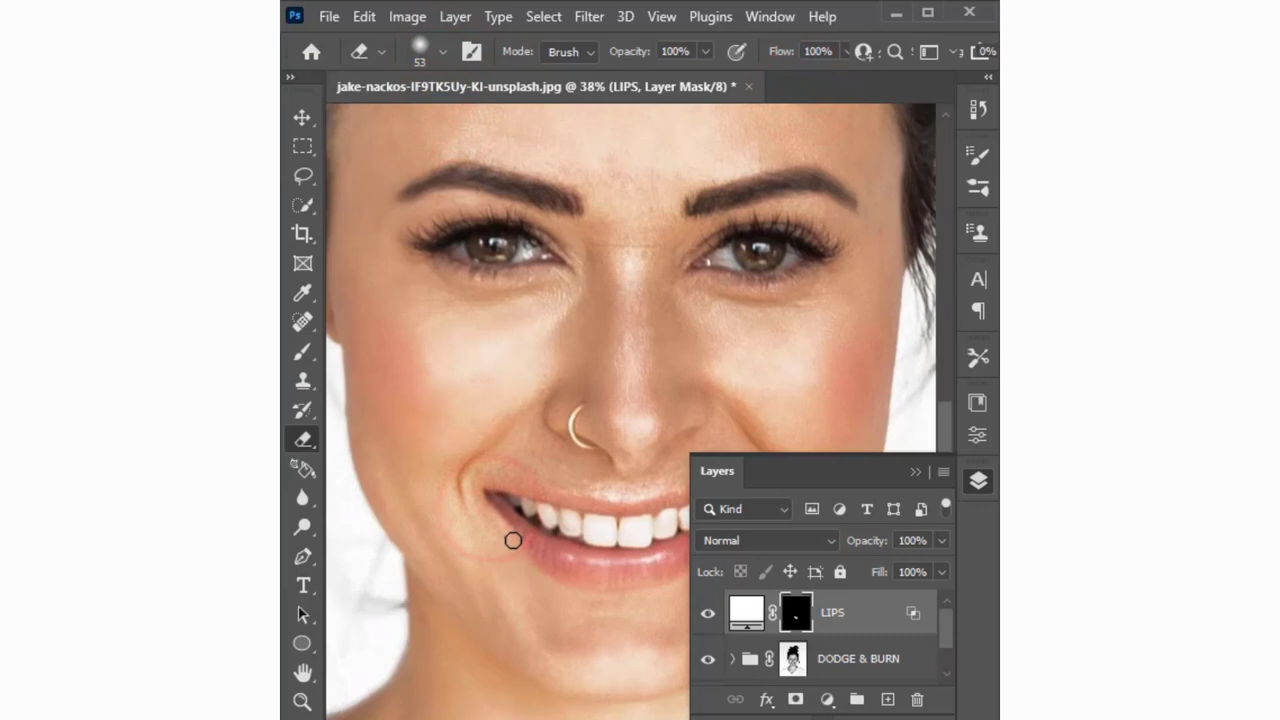 Ps File Edit Image Layer Type Select Filter 3D View Plugins Window Help
53 Mode: Brush Opacity: 100% Flow: 100% 3 0%
jake-nackos-IF9TK5Uy-KI-unsplash.jpg @ 38% (LIPS, Layer Mask/8) *
Layers
Kind
Normal Opacity: 100%
Lock: Fill: 100%
LIPS
DODGE & BURN
fx